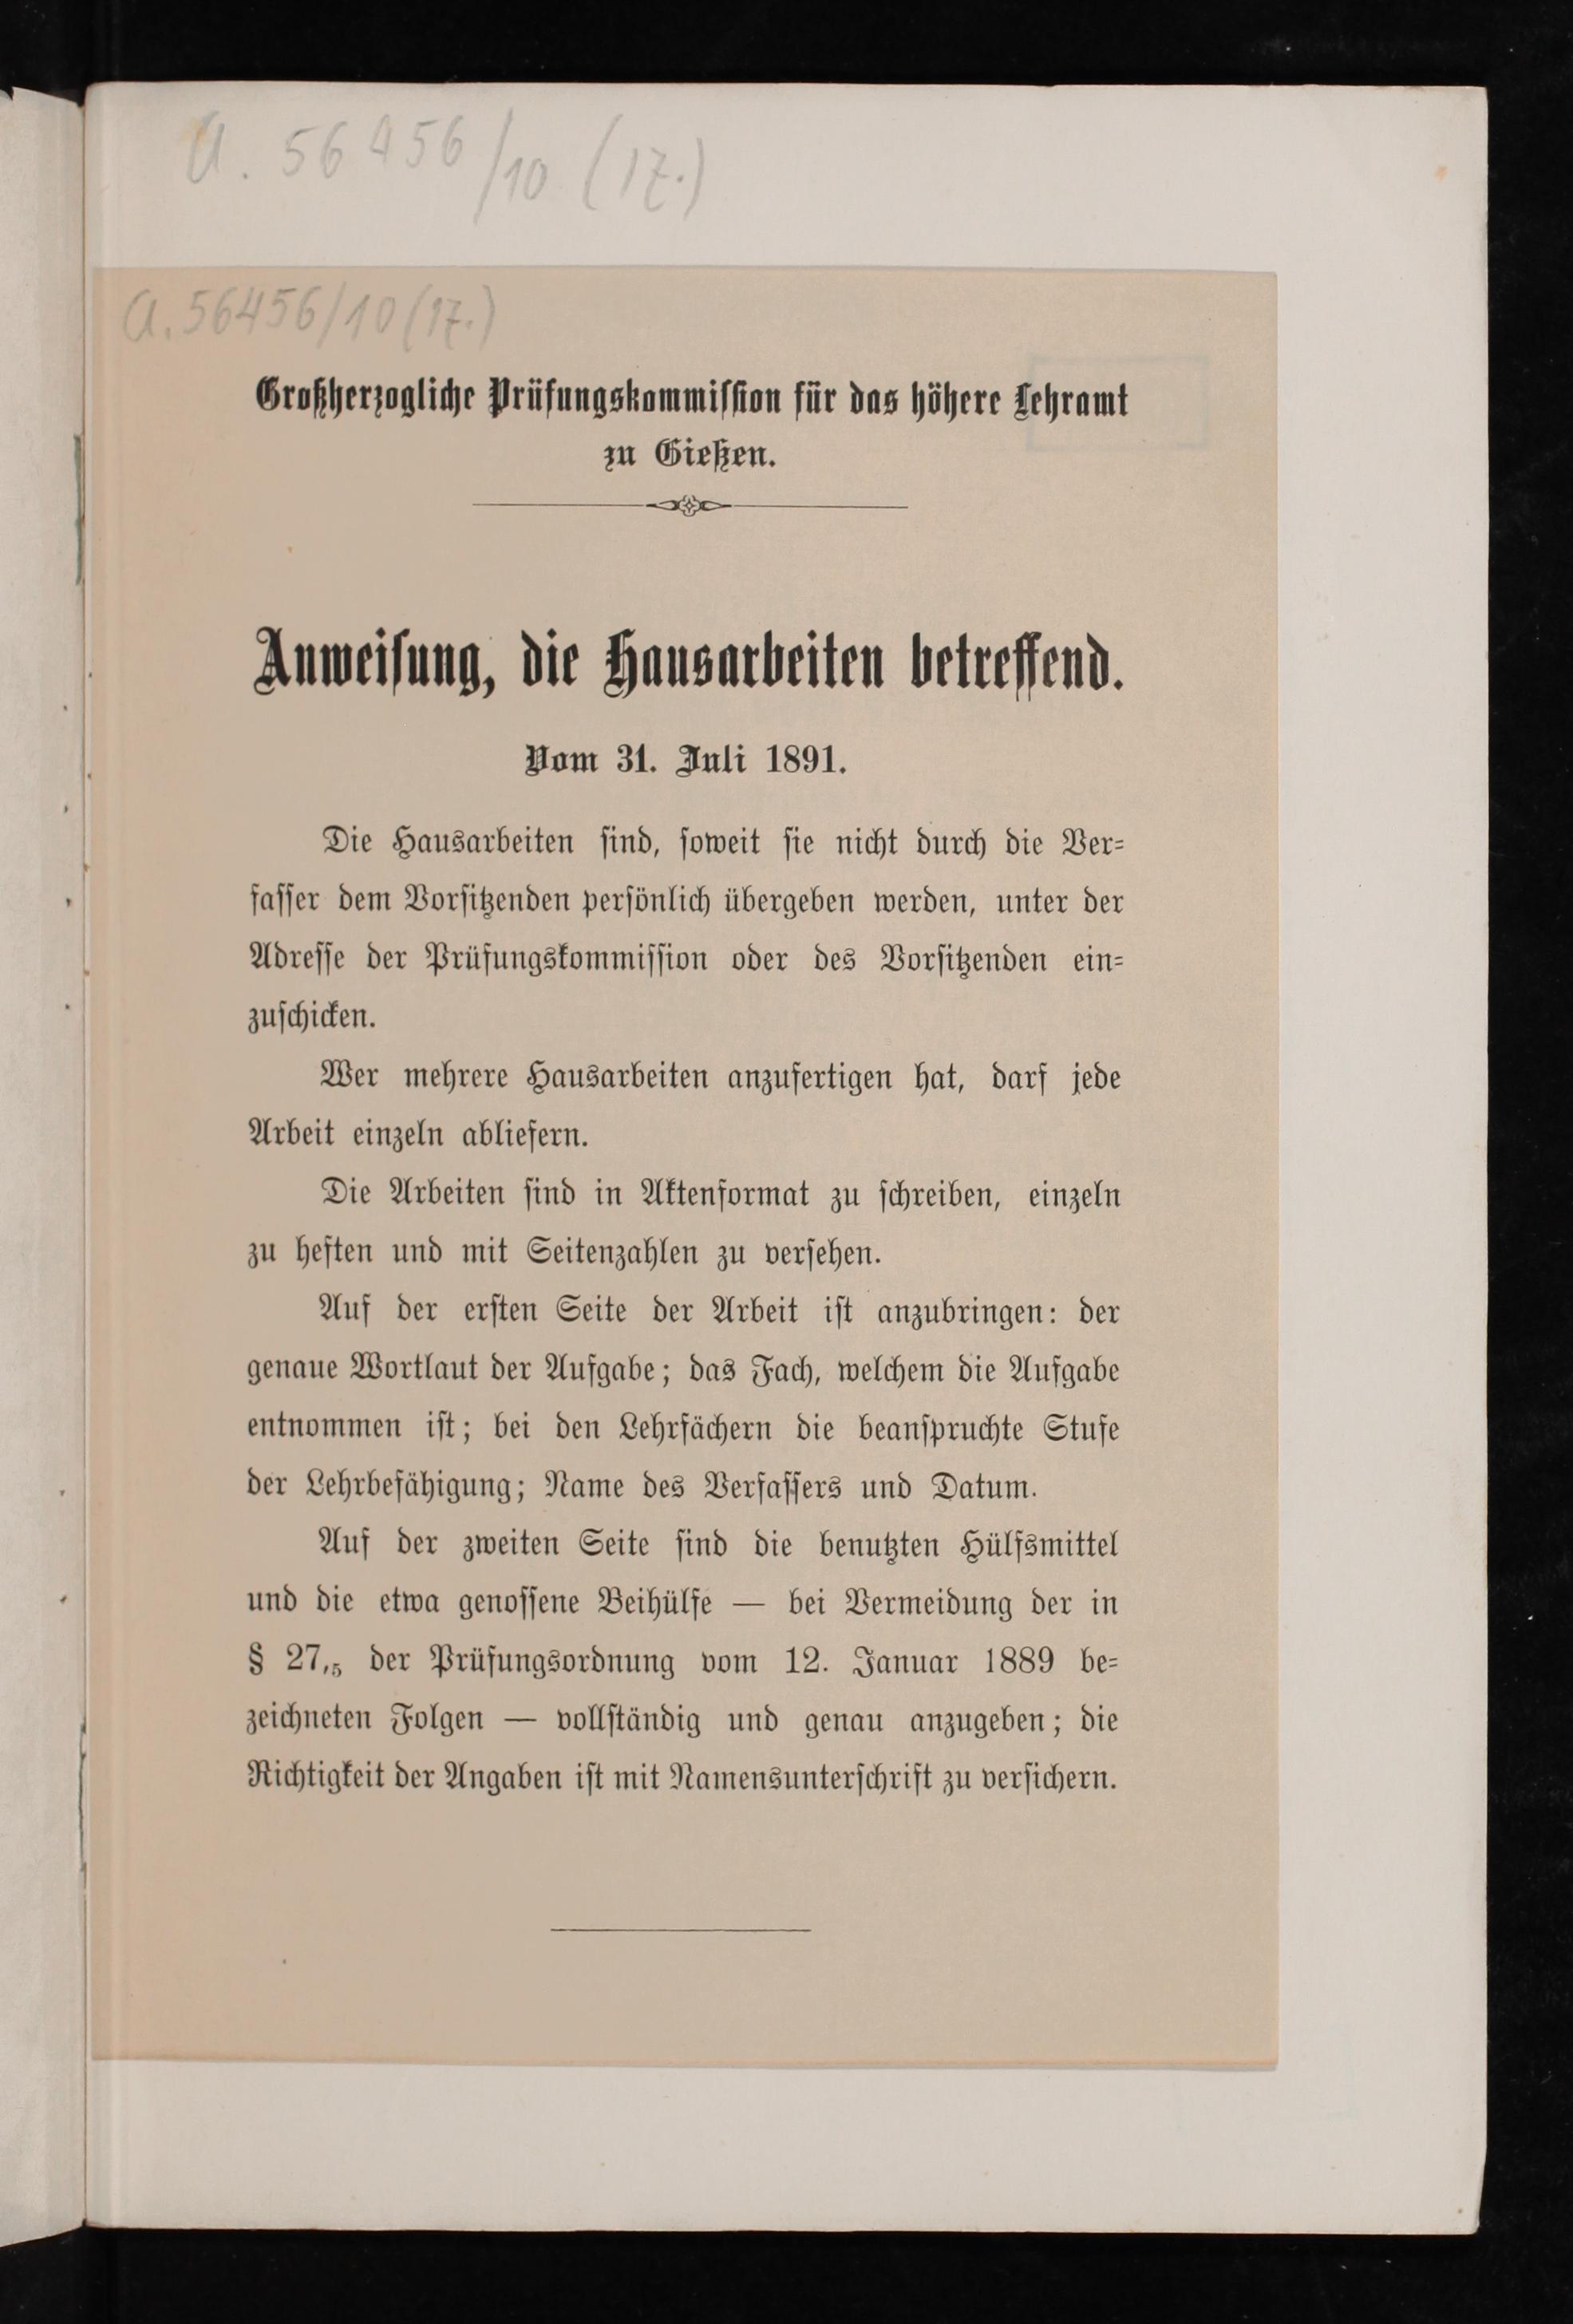 A. 56456/10 (17.)
A. 56456/10 (17.)
Großherzogliche Prüfungskommission für das höhere Lehramt
zu Gießen.
Anweisung, die Hausarbeiten betreffend.
Vom 31. Juli 1891.
Die Hausarbeiten sind, soweit sie nicht durch die Ver=
fasser dem Vorsitzenden persönlich übergeben werden, unter der
Adresse der Prüfungskommission oder des Vorsitzenden ein=
zuschicken.
Wer mehrere Hausarbeiten anzufertigen hat, darf jede
Arbeit einzeln abliefern.
Die Arbeiten sind in Aktenformat zu schreiben, einzeln
zu heften und mit Seitenzahlen zu versehen.
Auf der ersten Seite der Arbeit ist anzubringen: der
genaue Wortlaut der Aufgabe; das Fach, welchem die Aufgabe
entnommen ist; bei den Lehrfächern die beanspruchte Stufe
der Lehrbefähigung; Name des Verfassers und Datum.
Auf der zweiten Seite sind die benutzten Hülfsmittel
und die etwa genossene Beihülfe — bei Vermeidung der in
§ 27,₅ der Prüfungsordnung vom 12. Januar 1889 be=
zeichneten Folgen — vollständig und genau anzugeben; die
Richtigkeit der Angaben ist mit Namensunterschrift zu versichern.